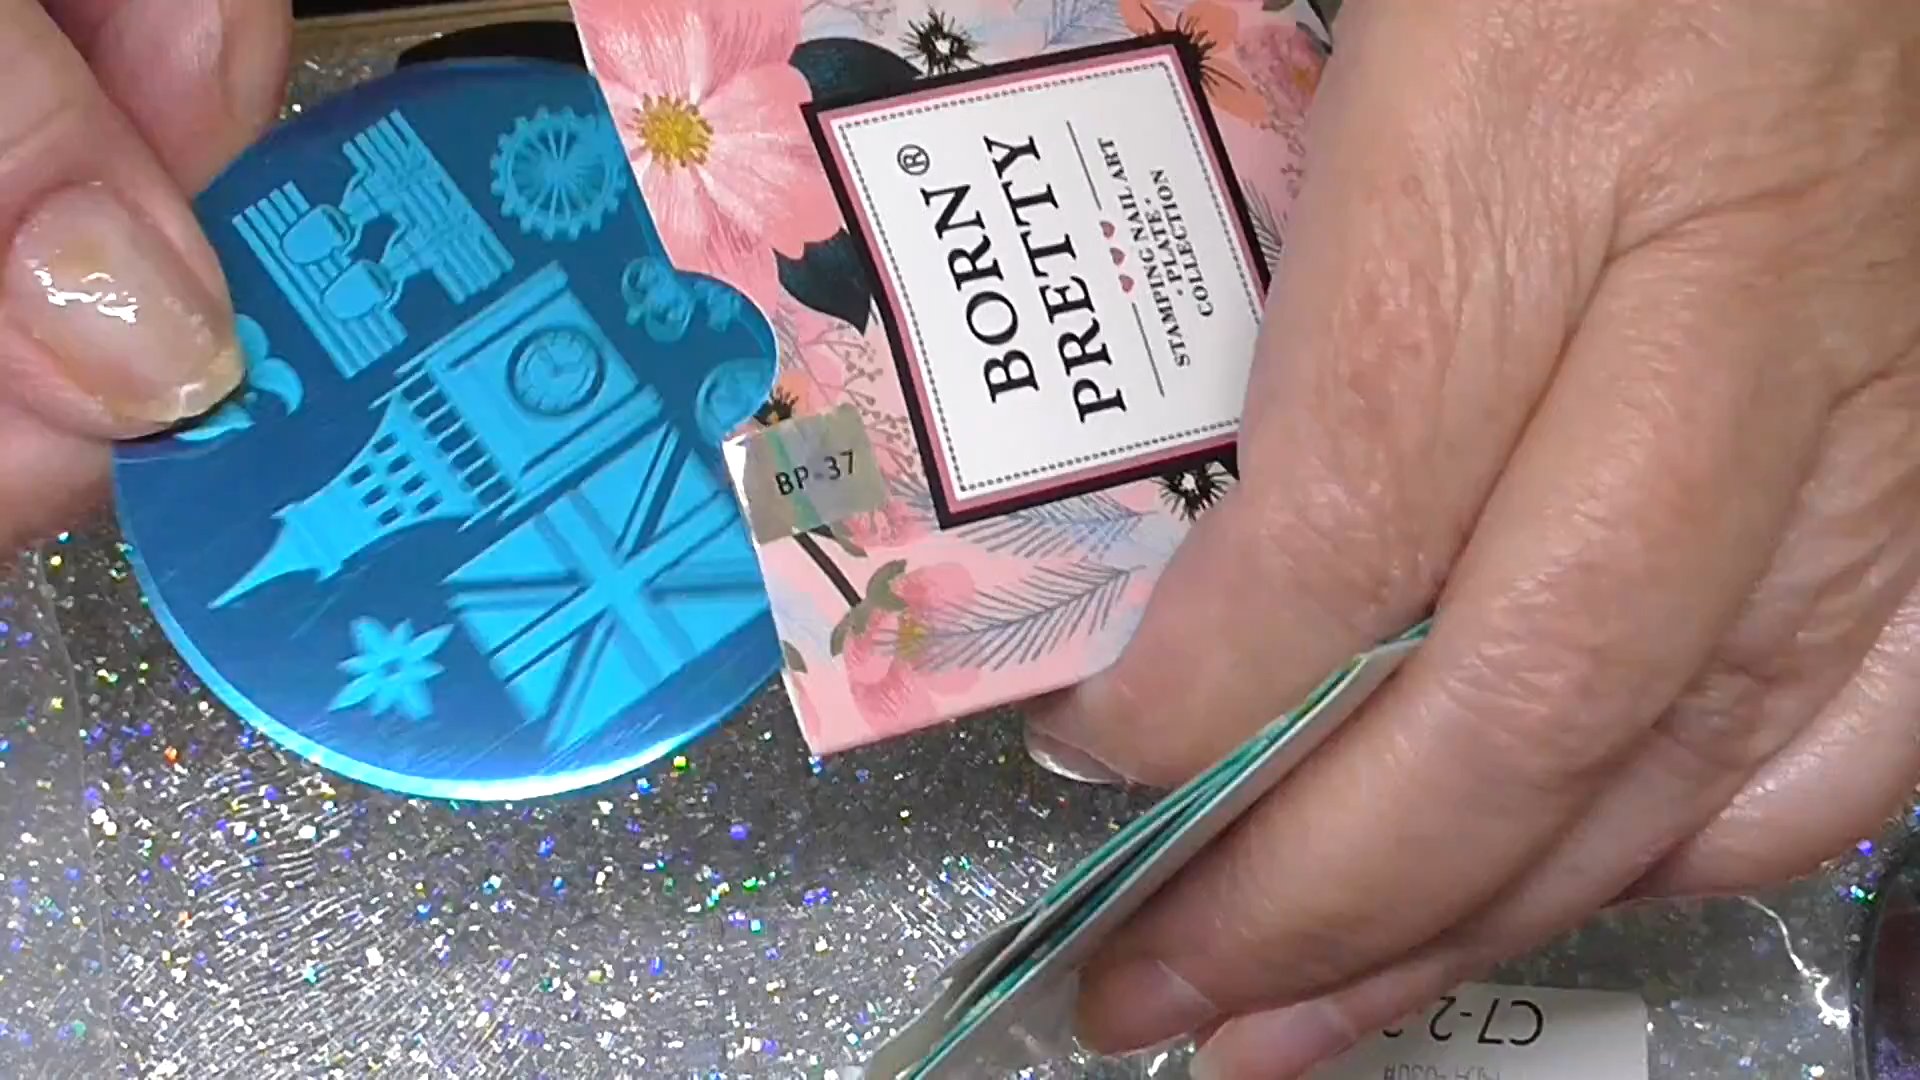 BORN®
PRETTY
STAMPING NAIL ART
• PLATE •
COLLECTION
BP-37
C7-2